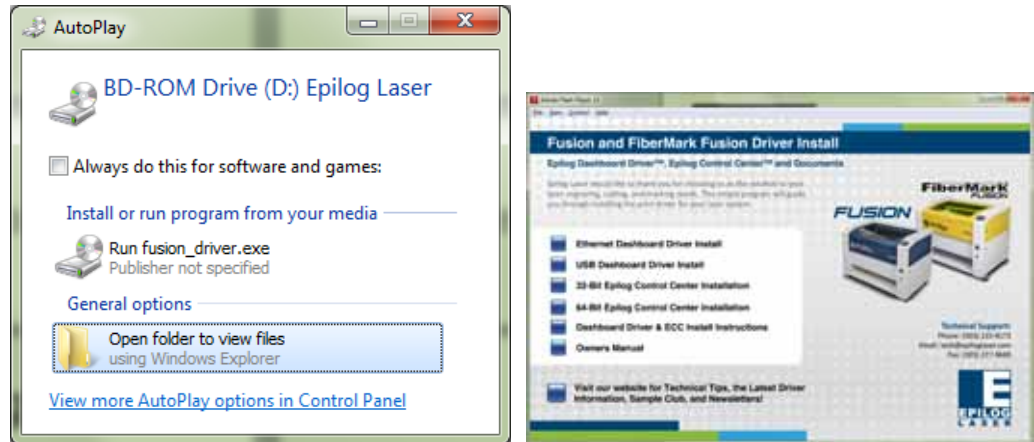 AutoPlay
BD-ROM Drive (D:) Epilog Laser
Always do this for software and games:
Install or run program from your media
Run fusion_driver.exe
Publisher not specified
General options
Open folder to view files
using Windows Explorer
View more AutoPlay options in Control Panel
Fusion and FiberMark Fusion Driver Install
Epilog Dashboard Driver™, Epilog Control Center™ and Documents
FiberMark
FUSION
FUSION
Ethernet Dashboard Driver Install
USB Dashboard Driver Install
32-Bit Epilog Control Center Installation
64-Bit Epilog Control Center Installation
Dashboard Driver & ECC Install Instructions
Owners Manual
Technical Support:
Visit our website for Technical Tips, the Latest Driver
Information, Sample Club, and Newsletters!
EPILOG
LASER